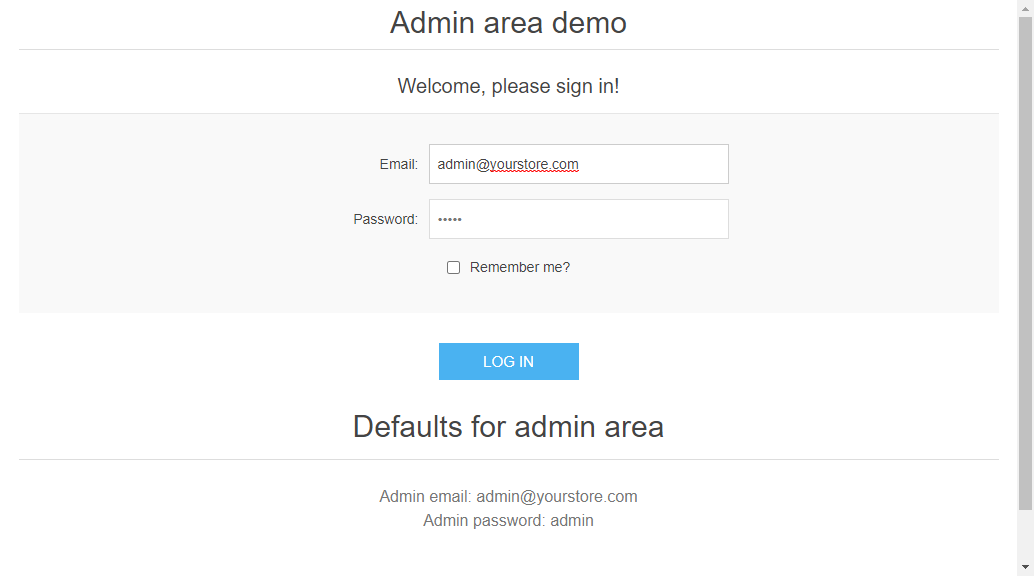 Admin area demo
Welcome, please sign in!
Email: admin@yourstore.com
Password: •••••
Remember me?
LOG IN
Defaults for admin area
Admin email: admin@yourstore.com
Admin password: admin